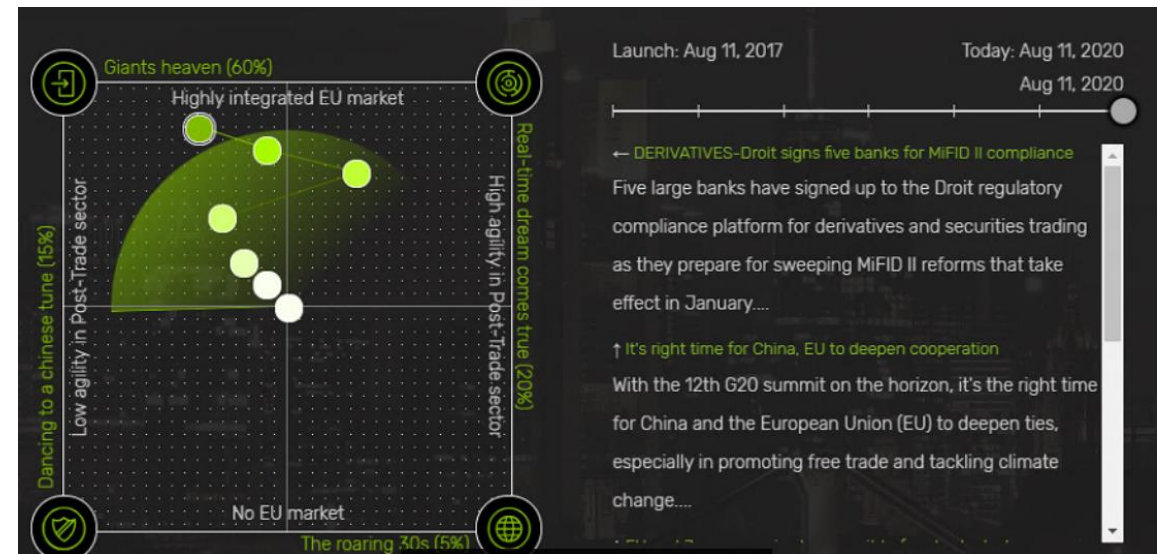 Giants heaven (60%)
Highly integrated EU market
Dancing to a chinese tune (15%)
Low agility in Post-Trade sector
High agility in Post-Trade sector
Real-time dream comes true (20%)
No EU market
The roaring 30s (5%)
Launch: Aug 11, 2017
Today: Aug 11, 2020
Aug 11, 2020
← DERIVATIVES-Droit signs five banks for MiFID II compliance
Five large banks have signed up to the Droit regulatory
compliance platform for derivatives and securities trading
as they prepare for sweeping MiFID II reforms that take
effect in January....
↑ It's right time for China, EU to deepen cooperation
With the 12th G20 summit on the horizon, it's the right time
for China and the European Union (EU) to deepen ties,
especially in promoting free trade and tackling climate
change....